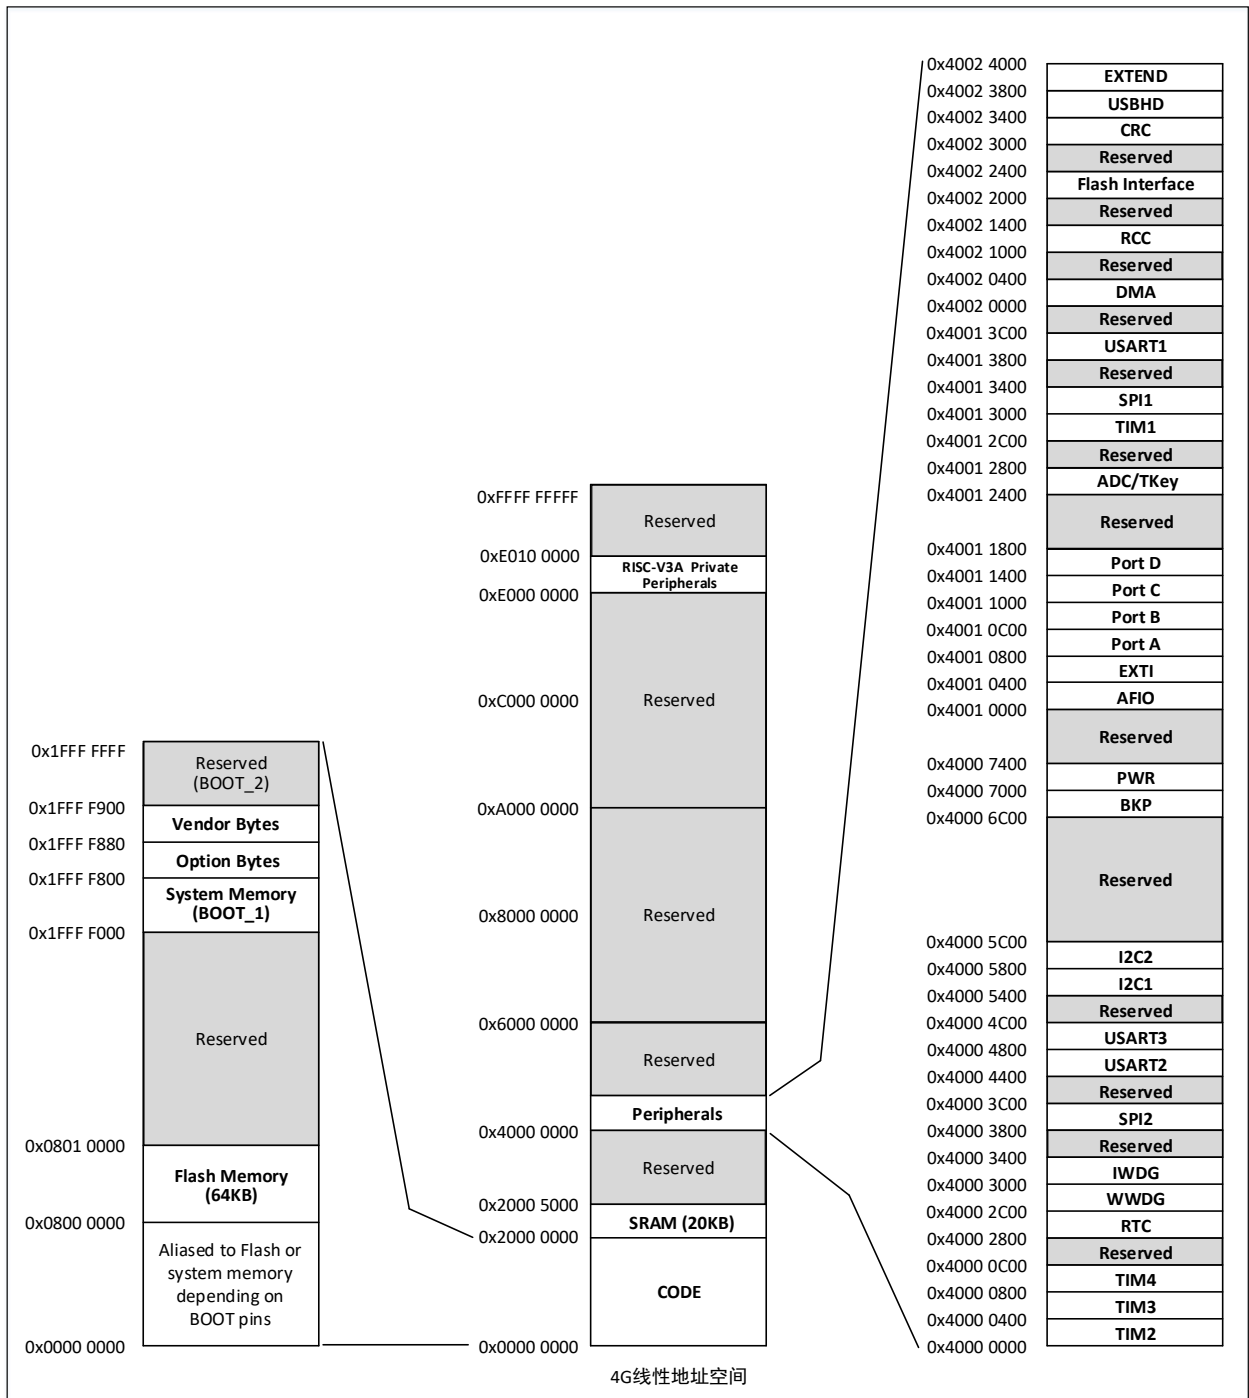 0x1FFF FFFF
Reserved
(BOOT_2)
0x1FFF F900
Vendor Bytes
0x1FFF F880
Option Bytes
0x1FFF F800
System Memory
(BOOT_1)
0x1FFF F000
Reserved
0x0801 0000
Flash Memory
(64KB)
0x0800 0000
Aliased to Flash or
system memory
depending on
BOOT pins
0x0000 0000
0xFFFF FFFFF
Reserved
0xE010 0000
RISC-V3A Private
Peripherals
0xE000 0000
Reserved
0xC000 0000
0xA000 0000
Reserved
0x8000 0000
0x6000 0000
Reserved
Peripherals
0x4000 0000
Reserved
0x2000 5000
SRAM (20KB)
0x2000 0000
CODE
0x0000 0000
4G线性地址空间
0x4002 4000
EXTEND
0x4002 3800
USBHD
0x4002 3400
CRC
0x4002 3000
Reserved
0x4002 2400
Flash Interface
0x4002 2000
Reserved
0x4002 1400
RCC
0x4002 1000
Reserved
0x4002 0400
DMA
0x4002 0000
Reserved
0x4001 3C00
USART1
0x4001 3800
Reserved
0x4001 3400
SPI1
0x4001 3000
TIM1
0x4001 2C00
Reserved
0x4001 2800
ADC/TKey
0x4001 2400
Reserved
0x4001 1800
Port D
0x4001 1400
Port C
0x4001 1000
Port B
0x4001 0C00
Port A
0x4001 0800
EXTI
0x4001 0400
AFIO
0x4001 0000
Reserved
0x4000 7400
PWR
0x4000 7000
BKP
0x4000 6C00
Reserved
0x4000 5C00
I2C2
0x4000 5800
I2C1
0x4000 5400
Reserved
0x4000 4C00
USART3
0x4000 4800
USART2
0x4000 4400
Reserved
0x4000 3C00
SPI2
0x4000 3800
Reserved
0x4000 3400
IWDG
0x4000 3000
WWDG
0x4000 2C00
RTC
0x4000 2800
Reserved
0x4000 0C00
TIM4
0x4000 0800
TIM3
0x4000 0400
TIM2
0x4000 0000